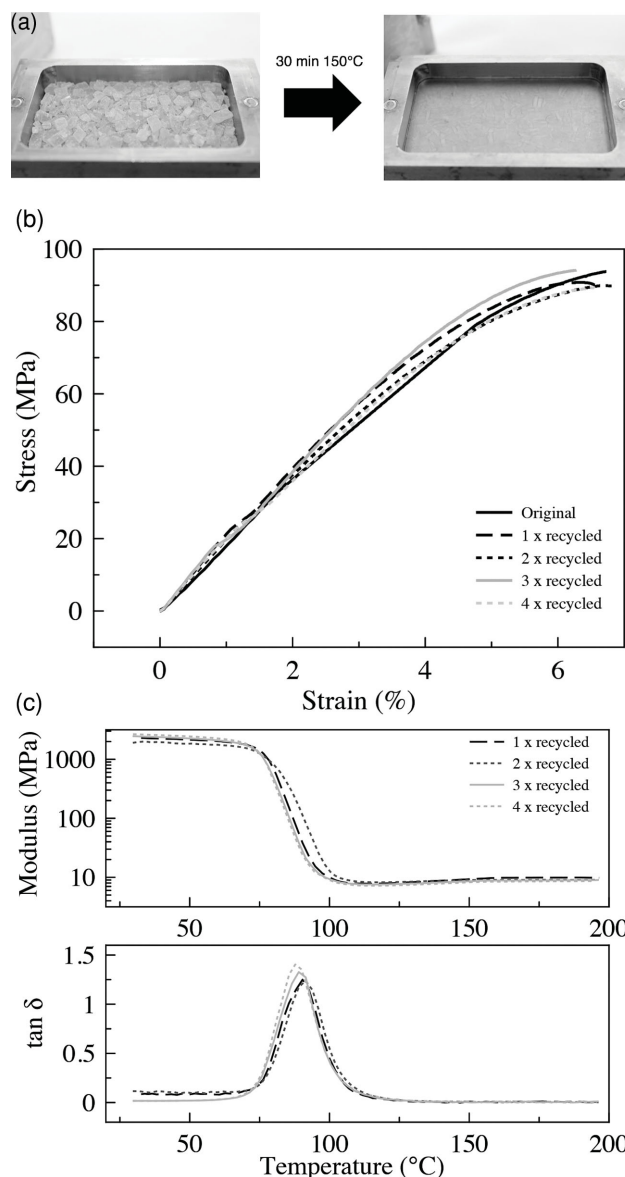 (a)
30 min 150°C
(b)
100
80
60
40
20
0
Stress (MPa)
Original
1 x recycled
2 x recycled
3 x recycled
4 x recycled
0 2 4 6
Strain (%)
(c)
1000
100
10
Modulus (MPa)
1 x recycled
2 x recycled
3 x recycled
4 x recycled
50 100 150 200
1.5
1
0.5
0
tan δ
50 100 150 200
Temperature (°C)